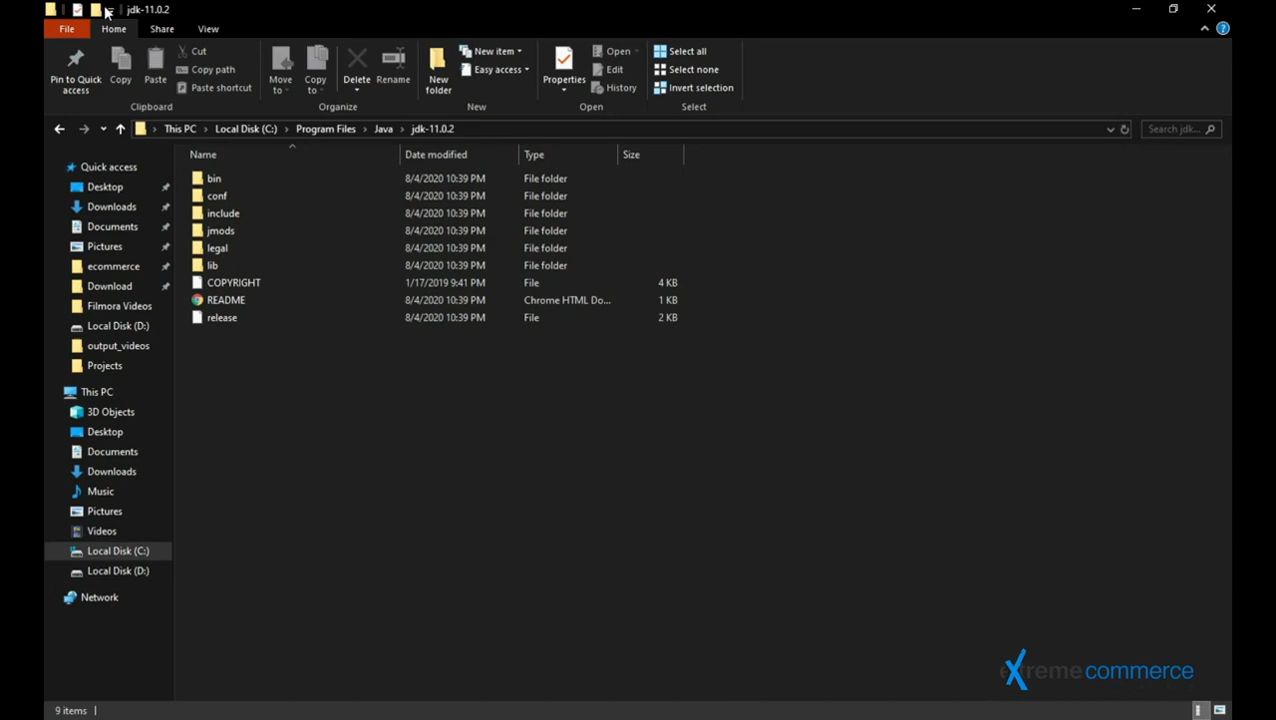 jdk-11.0.2
File Home Share View
Pin to Quick access
Copy
Paste
Cut
Copy path
Paste shortcut
Move to
Copy to
Delete
Rename
New folder
New item
Easy access
Properties
Open
Edit
History
Select all
Select none
Invert selection
Clipboard Organize New Open Select
This PC Local Disk (C:) Program Files Java jdk-11.0.2
Search jdk...
Name Date modified Type Size
bin 8/4/2020 10:39 PM File folder
conf 8/4/2020 10:39 PM File folder
include 8/4/2020 10:39 PM File folder
jmods 8/4/2020 10:39 PM File folder
legal 8/4/2020 10:39 PM File folder
lib 8/4/2020 10:39 PM File folder
COPYRIGHT 1/17/2019 9:41 PM File 4 KB
README 8/4/2020 10:39 PM Chrome HTML Do... 1 KB
release 8/4/2020 10:39 PM File 2 KB
Quick access
Desktop
Downloads
Documents
Pictures
ecommerce
Download
Filmora Videos
Local Disk (D:)
output_videos
Projects
This PC
3D Objects
Desktop
Documents
Downloads
Music
Pictures
Videos
Local Disk (C:)
Local Disk (D:)
Network
extreme commerce
9 items